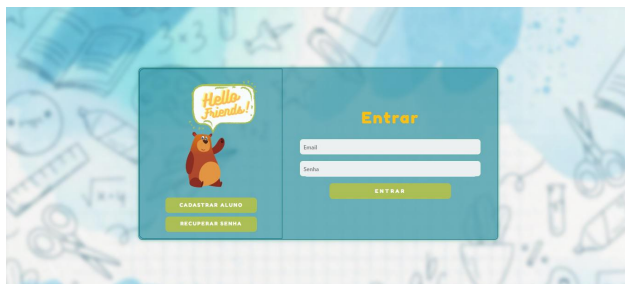 Hello
Friends!
CADASTRAR ALUNO
RECUPERAR SENHA
Entrar
Email
Senha
ENTRAR